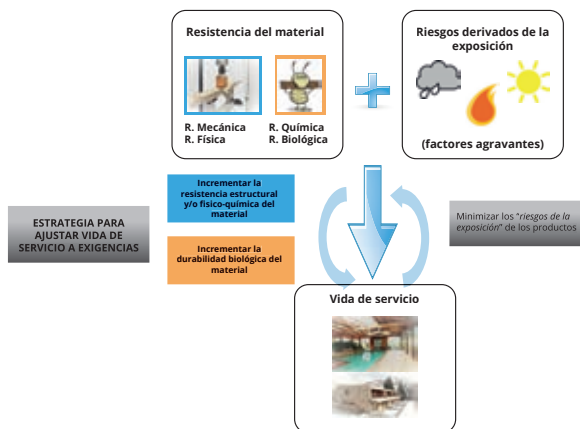 Resistencia del material
R. Mecánica
R. Física
R. Química
R. Biológica
Riesgos derivados de la
exposición
(factores agravantes)
ESTRATEGIA PARA
AJUSTAR VIDA DE
SERVICIO A EXIGENCIAS
Incrementar la
resistencia estructural
y/o fisico-química del
material
Incrementar la
durabilidad biológica del
material
Minimizar los "riesgos de la
exposición" de los productos
Vida de servicio